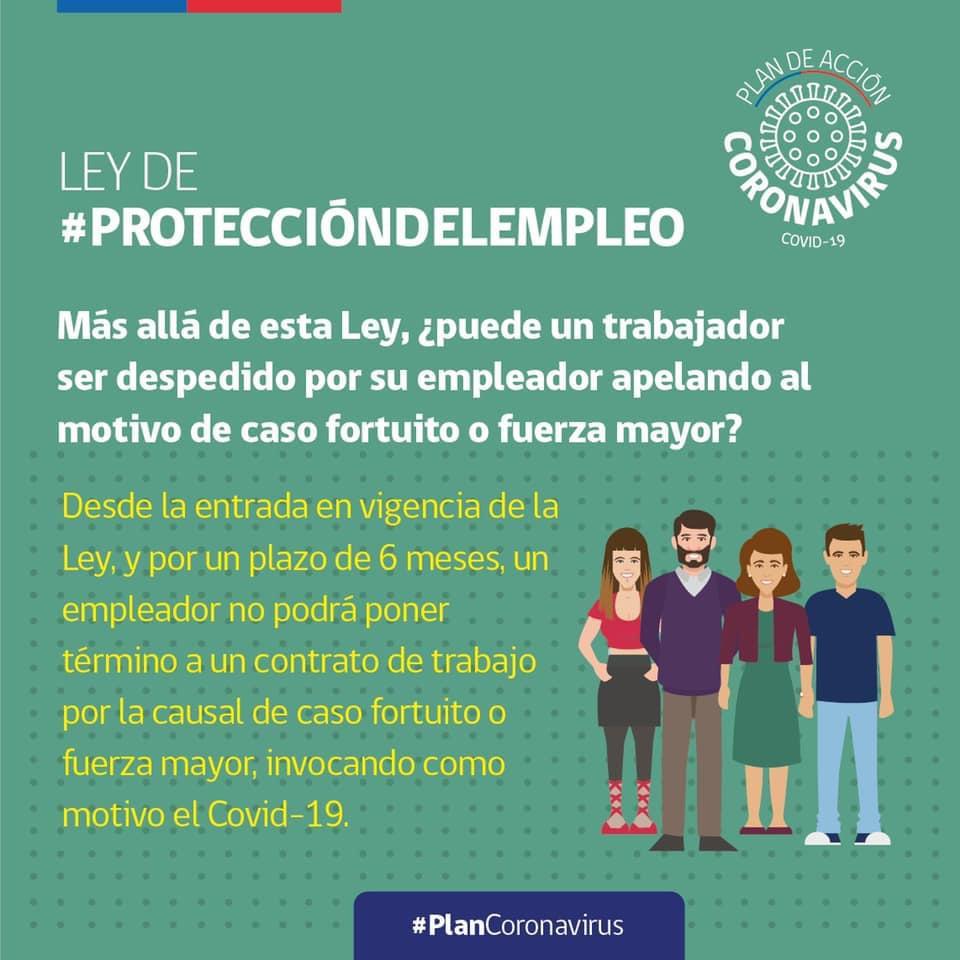 PLAN DE ACCIÓN
CORONAVIRUS
COVID-19
LEY DE
#PROTECCIÓNDELEMPLEO
Más allá de esta Ley, ¿puede un trabajador
ser despedido por su empleador apelando al
motivo de caso fortuito o fuerza mayor?
Desde la entrada en vigencia de la
Ley, y por un plazo de 6 meses, un
empleador no podrá poner
término a un contrato de trabajo
por la causal de caso fortuito o
fuerza mayor, invocando como
motivo el Covid-19.
#PlanCoronavirus